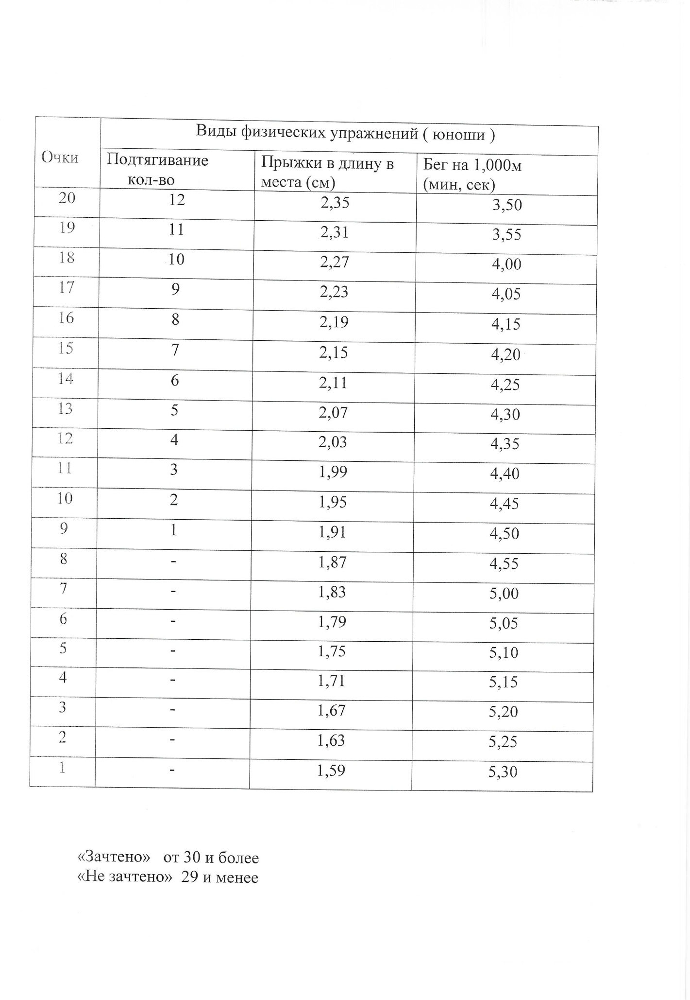 Виды физических упражнений ( юноши )
Очки
Подтягивание
кол-во
Прыжки в длину в
места (см)
Бег на 1,000м
(мин, сек)
20 12 2,35 3,50
19 11 2,31 3,55
18 10 2,27 4,00
17 9 2,23 4,05
16 8 2,19 4,15
15 7 2,15 4,20
14 6 2,11 4,25
13 5 2,07 4,30
12 4 2,03 4,35
11 3 1,99 4,40
10 2 1,95 4,45
9 1 1,91 4,50
8 - 1,87 4,55
7 - 1,83 5,00
6 - 1,79 5,05
5 - 1,75 5,10
4 - 1,71 5,15
3 - 1,67 5,20
2 - 1,63 5,25
1 - 1,59 5,30
«Зачтено» от 30 и более
«Не зачтено» 29 и менее